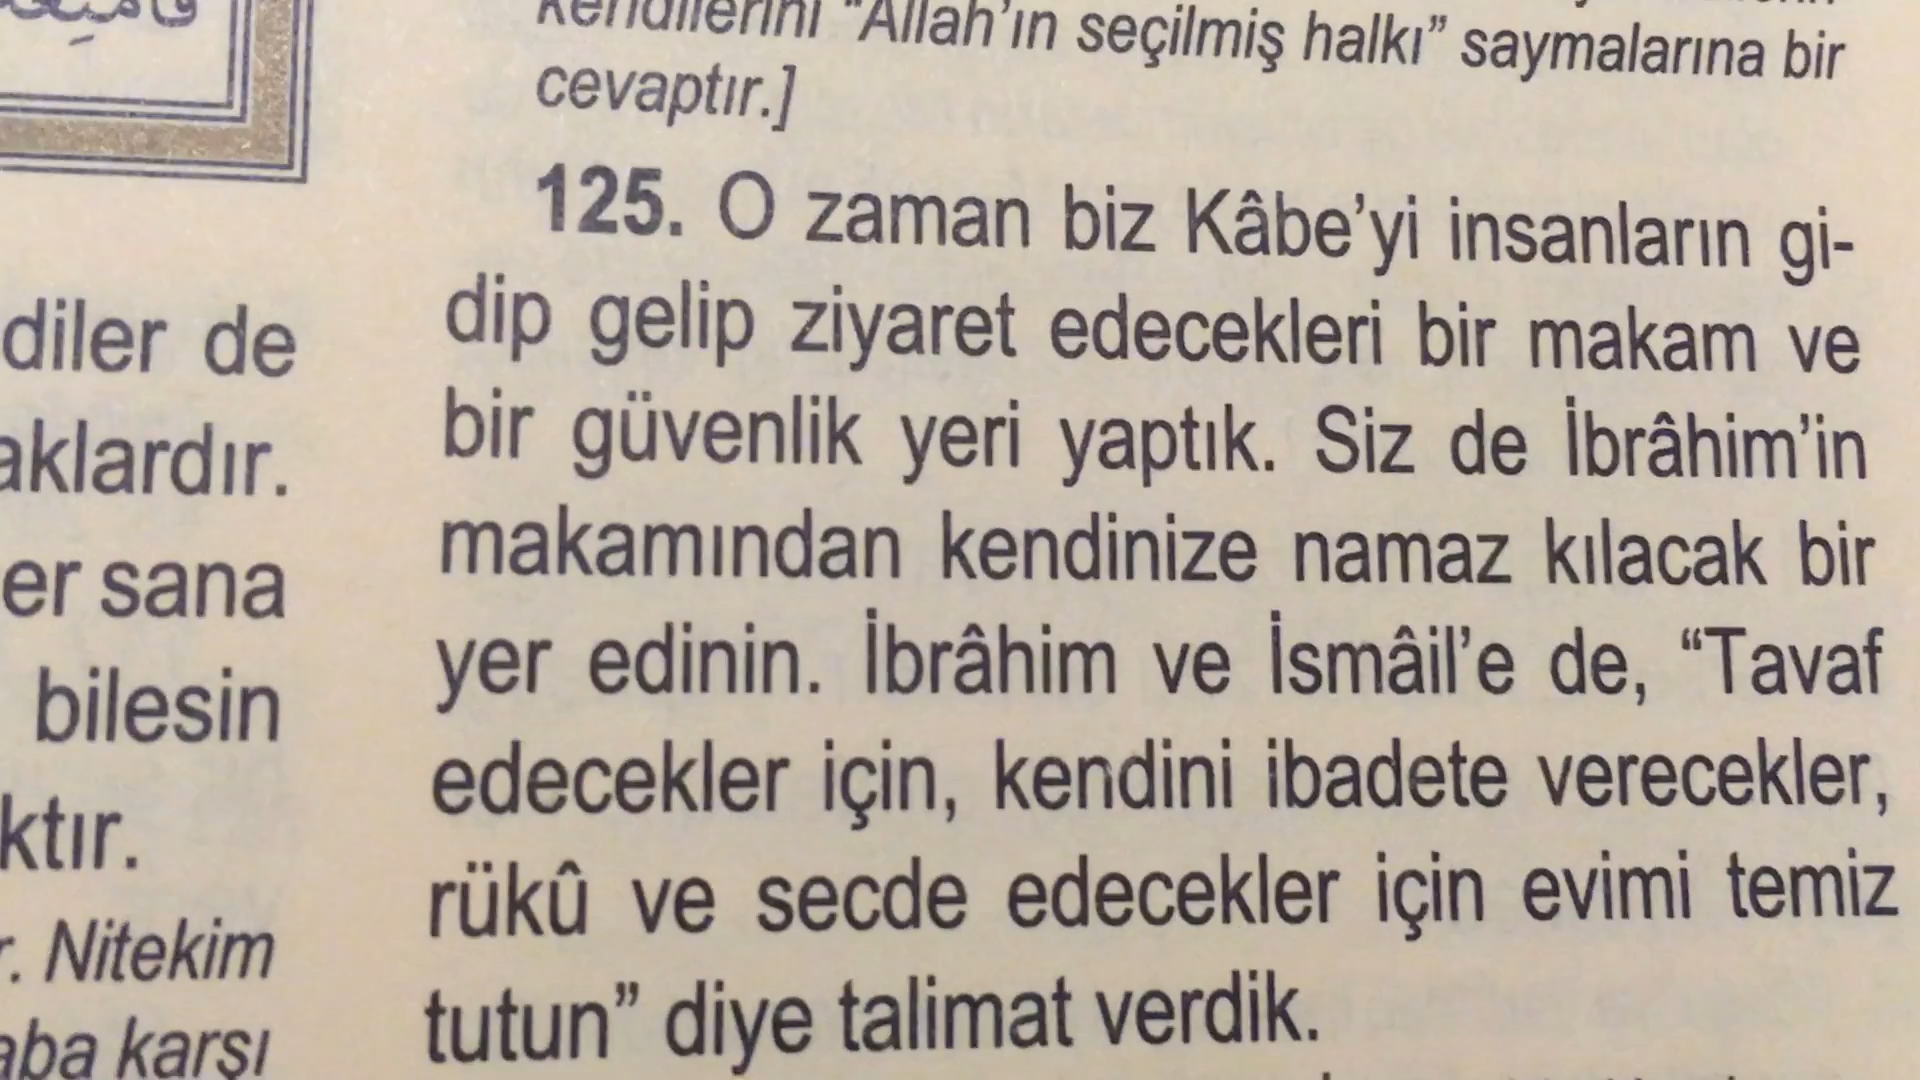 diler de
aklardır.
er sana
bilesin
ktır.
r. Nitekim
aba karşı
kendilerini “Allah’ın seçilmiş halkı” saymalarına bir
cevaptır.]
125. O zaman biz Kâbe’yi insanların gi-
dip gelip ziyaret edecekleri bir makam ve
bir güvenlik yeri yaptık. Siz de İbrâhim’in
makamından kendinize namaz kılacak bir
yer edinin. İbrâhim ve İsmâil’e de, “Tavaf
edecekler için, kendini ibadete verecekler,
rükû ve secde edecekler için evimi temiz
tutun” diye talimat verdik.